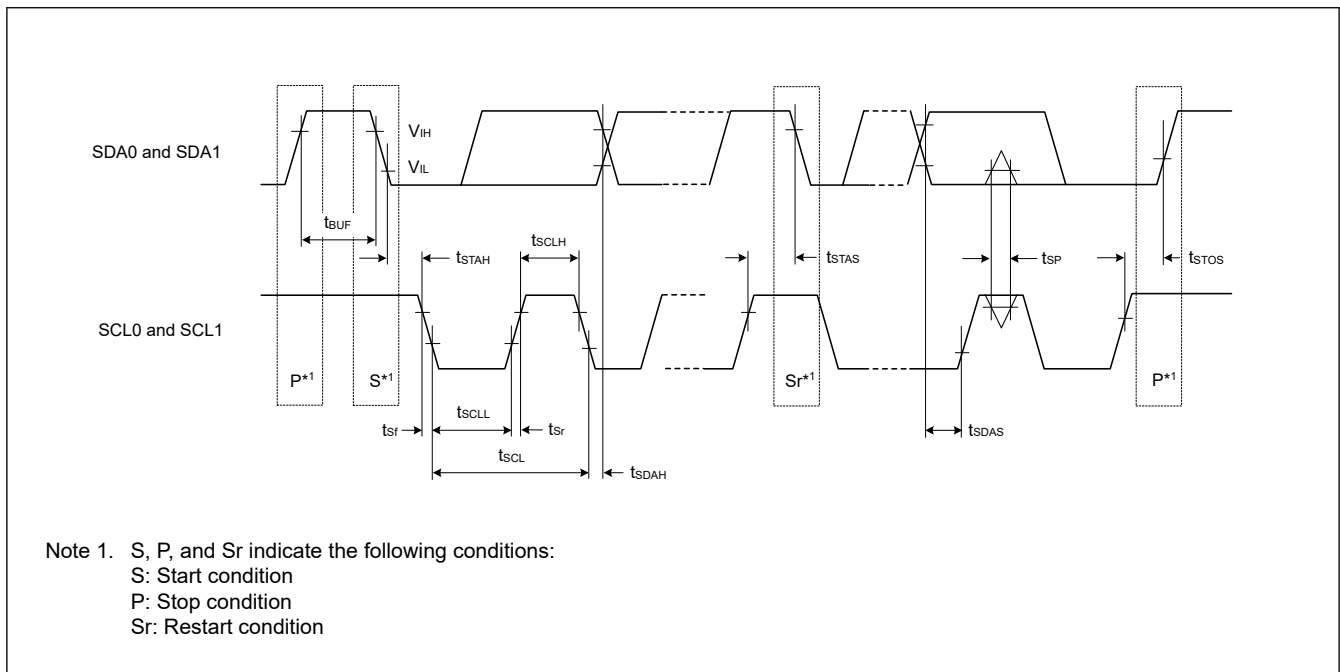 SDA0 and SDA1
VIH
VIL
tBUF
tSTAH
tSCLH
tSTAS
tSP
tSTOS
SCL0 and SCL1
P*1
S*1
Sr*1
P*1
tSf
tSCLL
tSr
tSCL
tSDAH
tSDAS
Note 1. S, P, and Sr indicate the following conditions:
S: Start condition
P: Stop condition
Sr: Restart condition